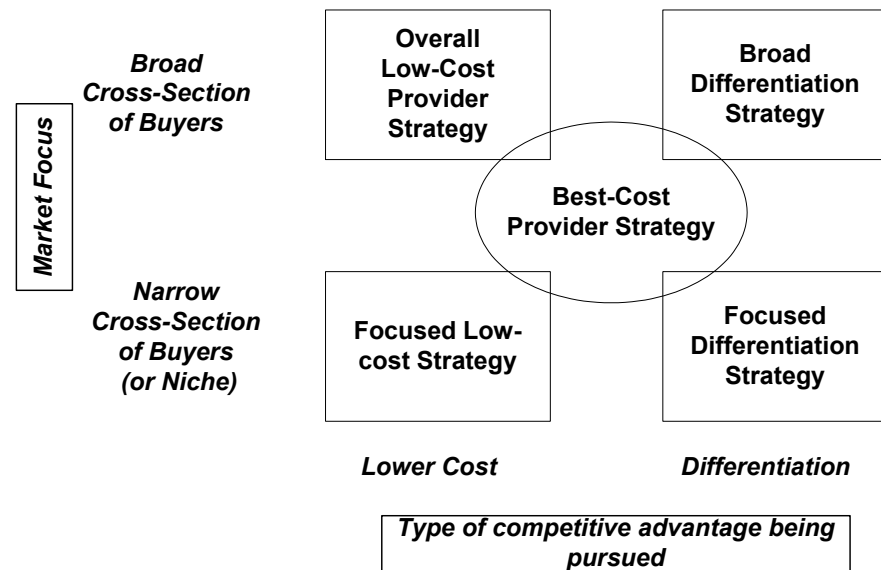 Broad
Cross-Section
of Buyers
Overall
Low-Cost
Provider
Strategy
Broad
Differentiation
Strategy
Market Focus
Best-Cost
Provider Strategy
Narrow
Cross-Section
of Buyers
(or Niche)
Focused Low-
cost Strategy
Focused
Differentiation
Strategy
Lower Cost
Differentiation
Type of competitive advantage being
pursued